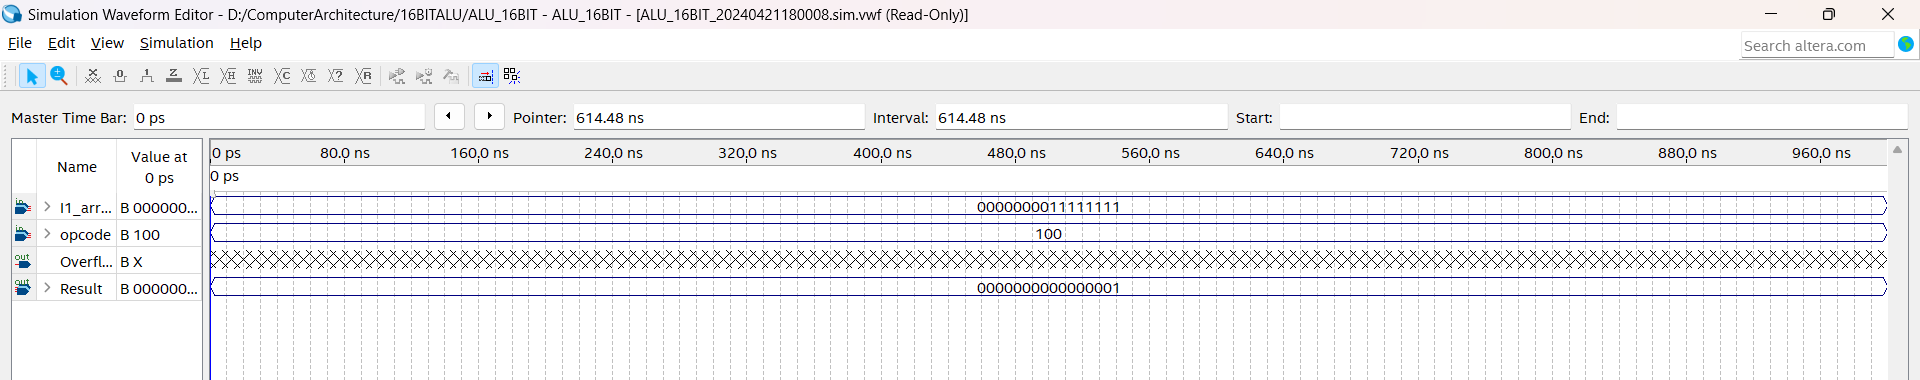 Simulation Waveform Editor - D:/ComputerArchitecture/16BITALU/ALU_16BIT - ALU_16BIT - [ALU_16BIT_20240421180008.sim.vwf (Read-Only)]
File Edit View Simulation Help
Search altera.com
Master Time Bar: 0 ps Pointer: 614.48 ns Interval: 614.48 ns Start: End:
Name Value at 0 ps 0 ps 80.0 ns 160.0 ns 240.0 ns 320.0 ns 400.0 ns 480.0 ns 560.0 ns 640.0 ns 720.0 ns 800.0 ns 880.0 ns 960.0 ns
0 ps
I1_arr... B 000000... 0000000011111111
opcode B 100 100
out Overfl... B X
Result B 000000... 0000000000000001